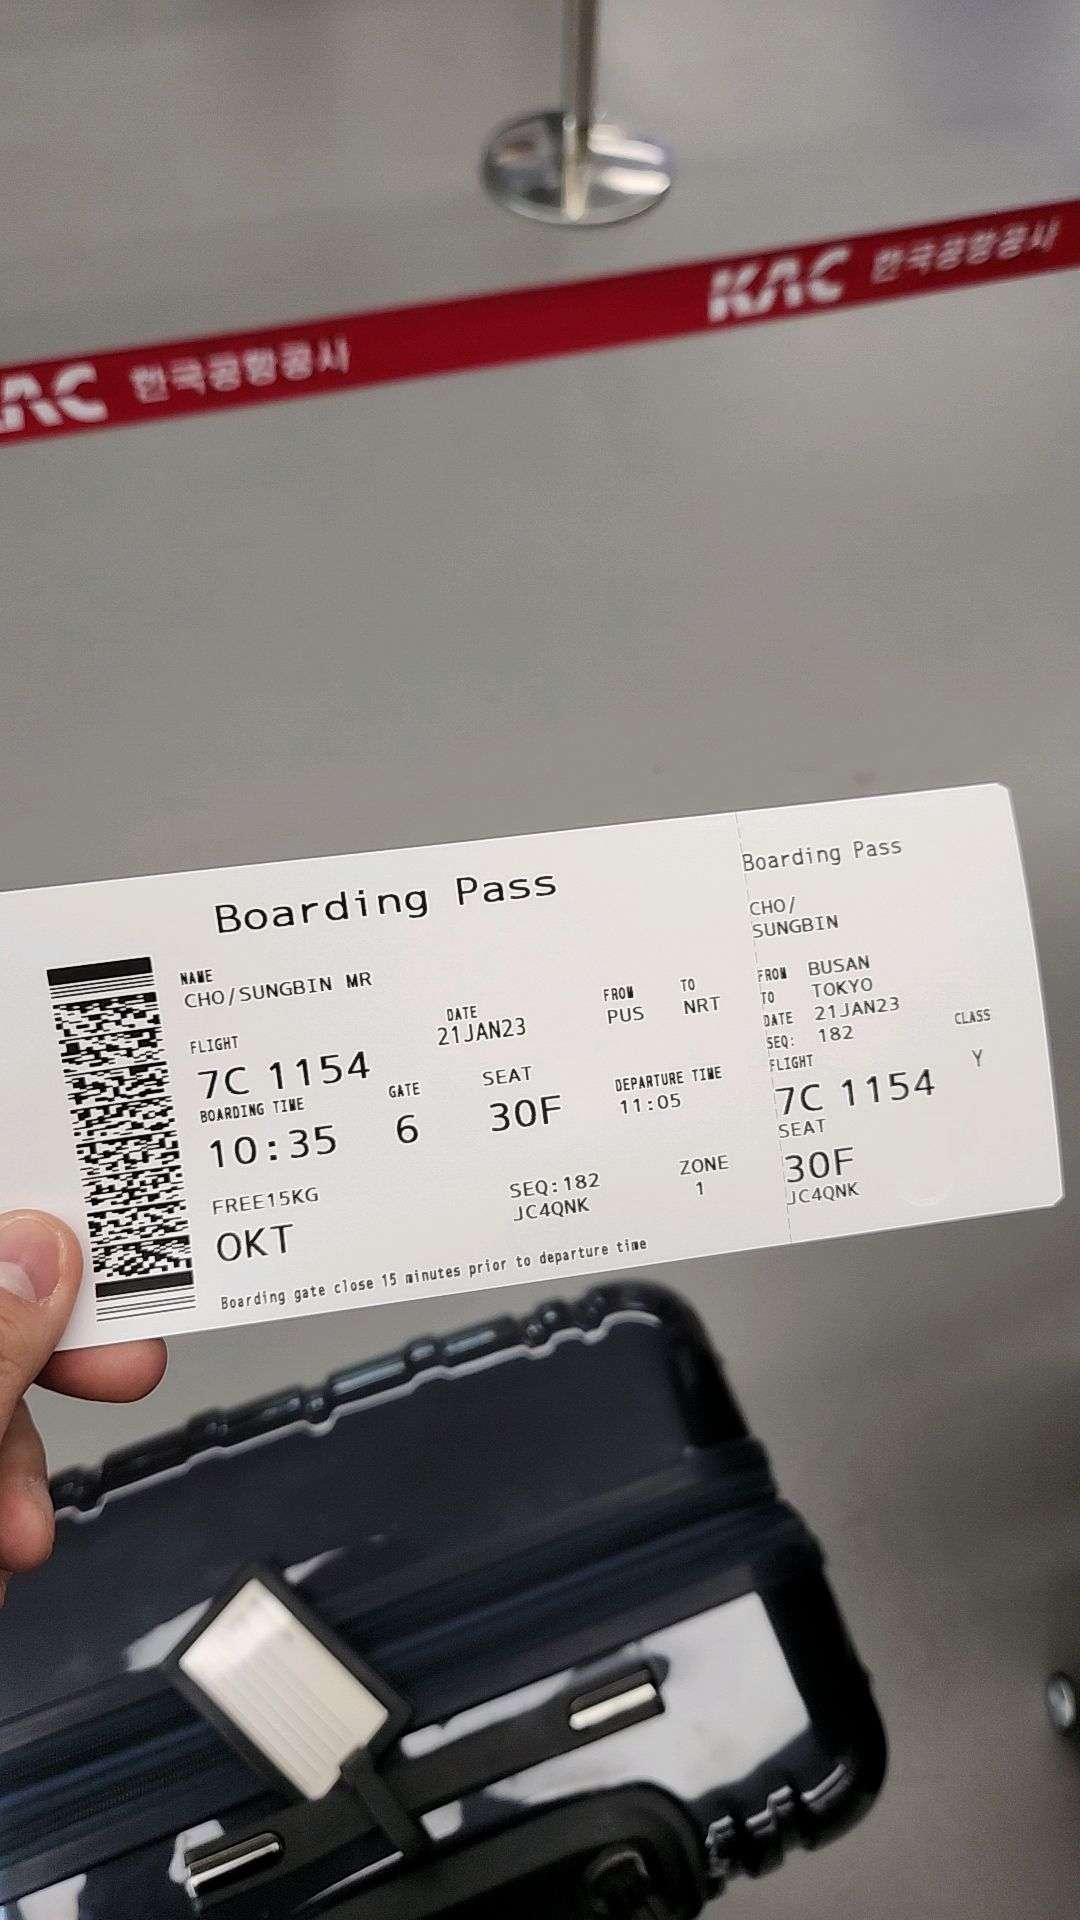 KAC 한국공항공사
KAC 한국공항공사
Boarding Pass
NAME
CHO/SUNGBIN MR
FLIGHT
7C 1154
DATE
21JAN23
FROM
PUS
TO
NRT
BOARDING TIME
10:35
GATE
6
SEAT
30F
DEPARTURE TIME
11:05
FREE15KG
OKT
SEQ:182
JC4QNK
ZONE
1
Boarding gate close 15 minutes prior to departure time
Boarding Pass
CHO/
SUNGBIN
FROM BUSAN
TO TOKYO
DATE 21JAN23
SEQ: 182
CLASS
Y
FLIGHT
7C 1154
SEAT
30F
JC4QNK